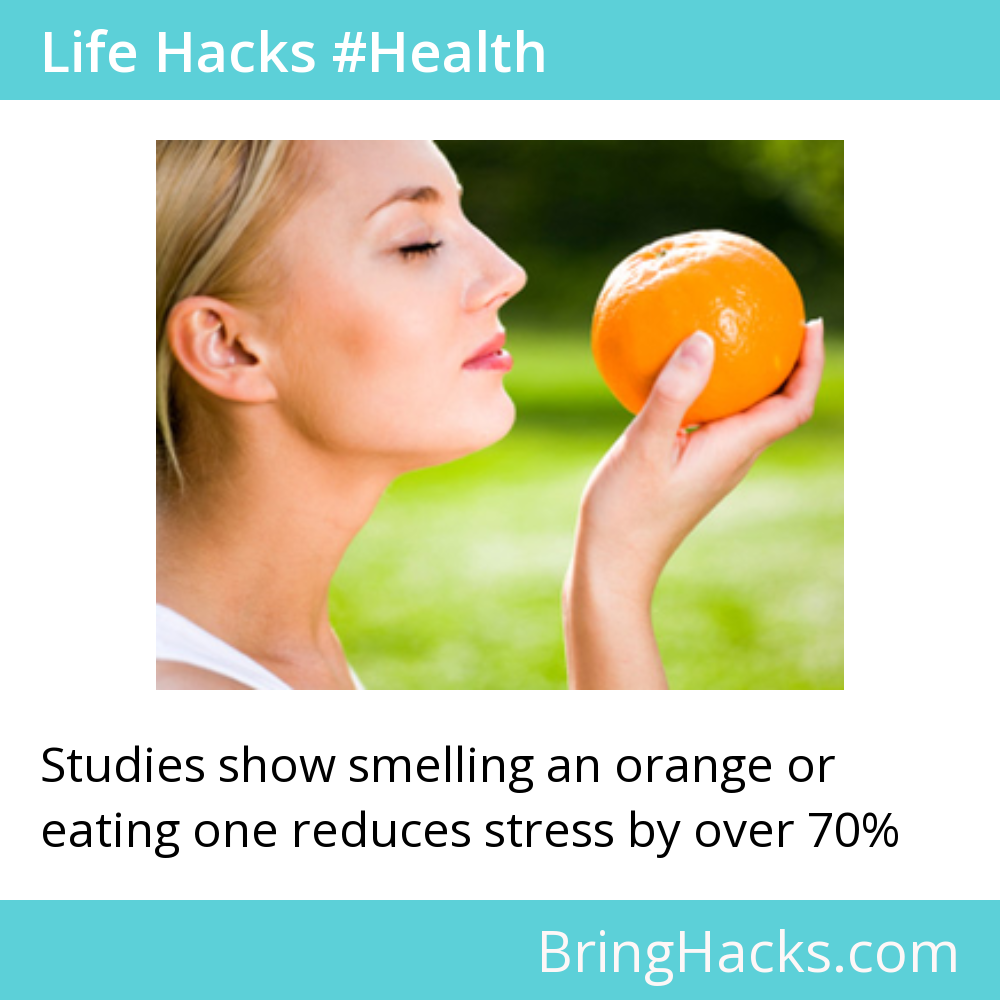 Life Hacks #Health
Studies show smelling an orange or
eating one reduces stress by over 70%
BringHacks.com